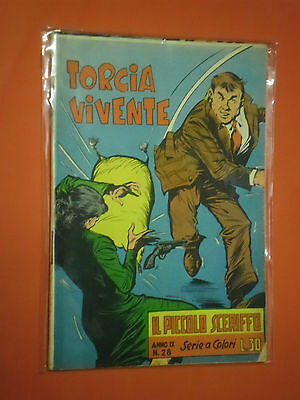 TORCIA
VIVENTE
IL PICCOLO SCERIFFO
ANNO IX
N. 28
Serie a Colori
L.30